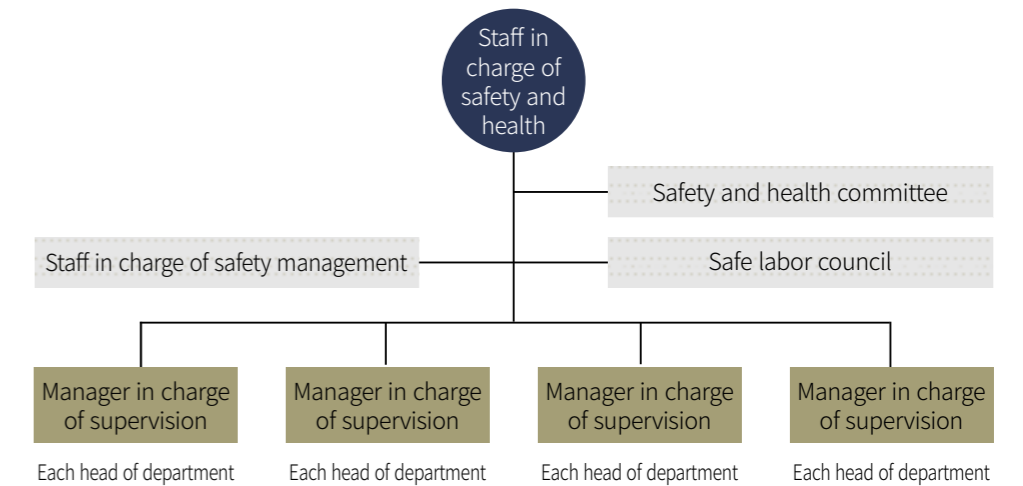 Staff in
charge of
safety and
health
Safety and health committee
Staff in charge of safety management
Safe labor council
Manager in charge
of supervision
Manager in charge
of supervision
Manager in charge
of supervision
Manager in charge
of supervision
Each head of department
Each head of department
Each head of department
Each head of department